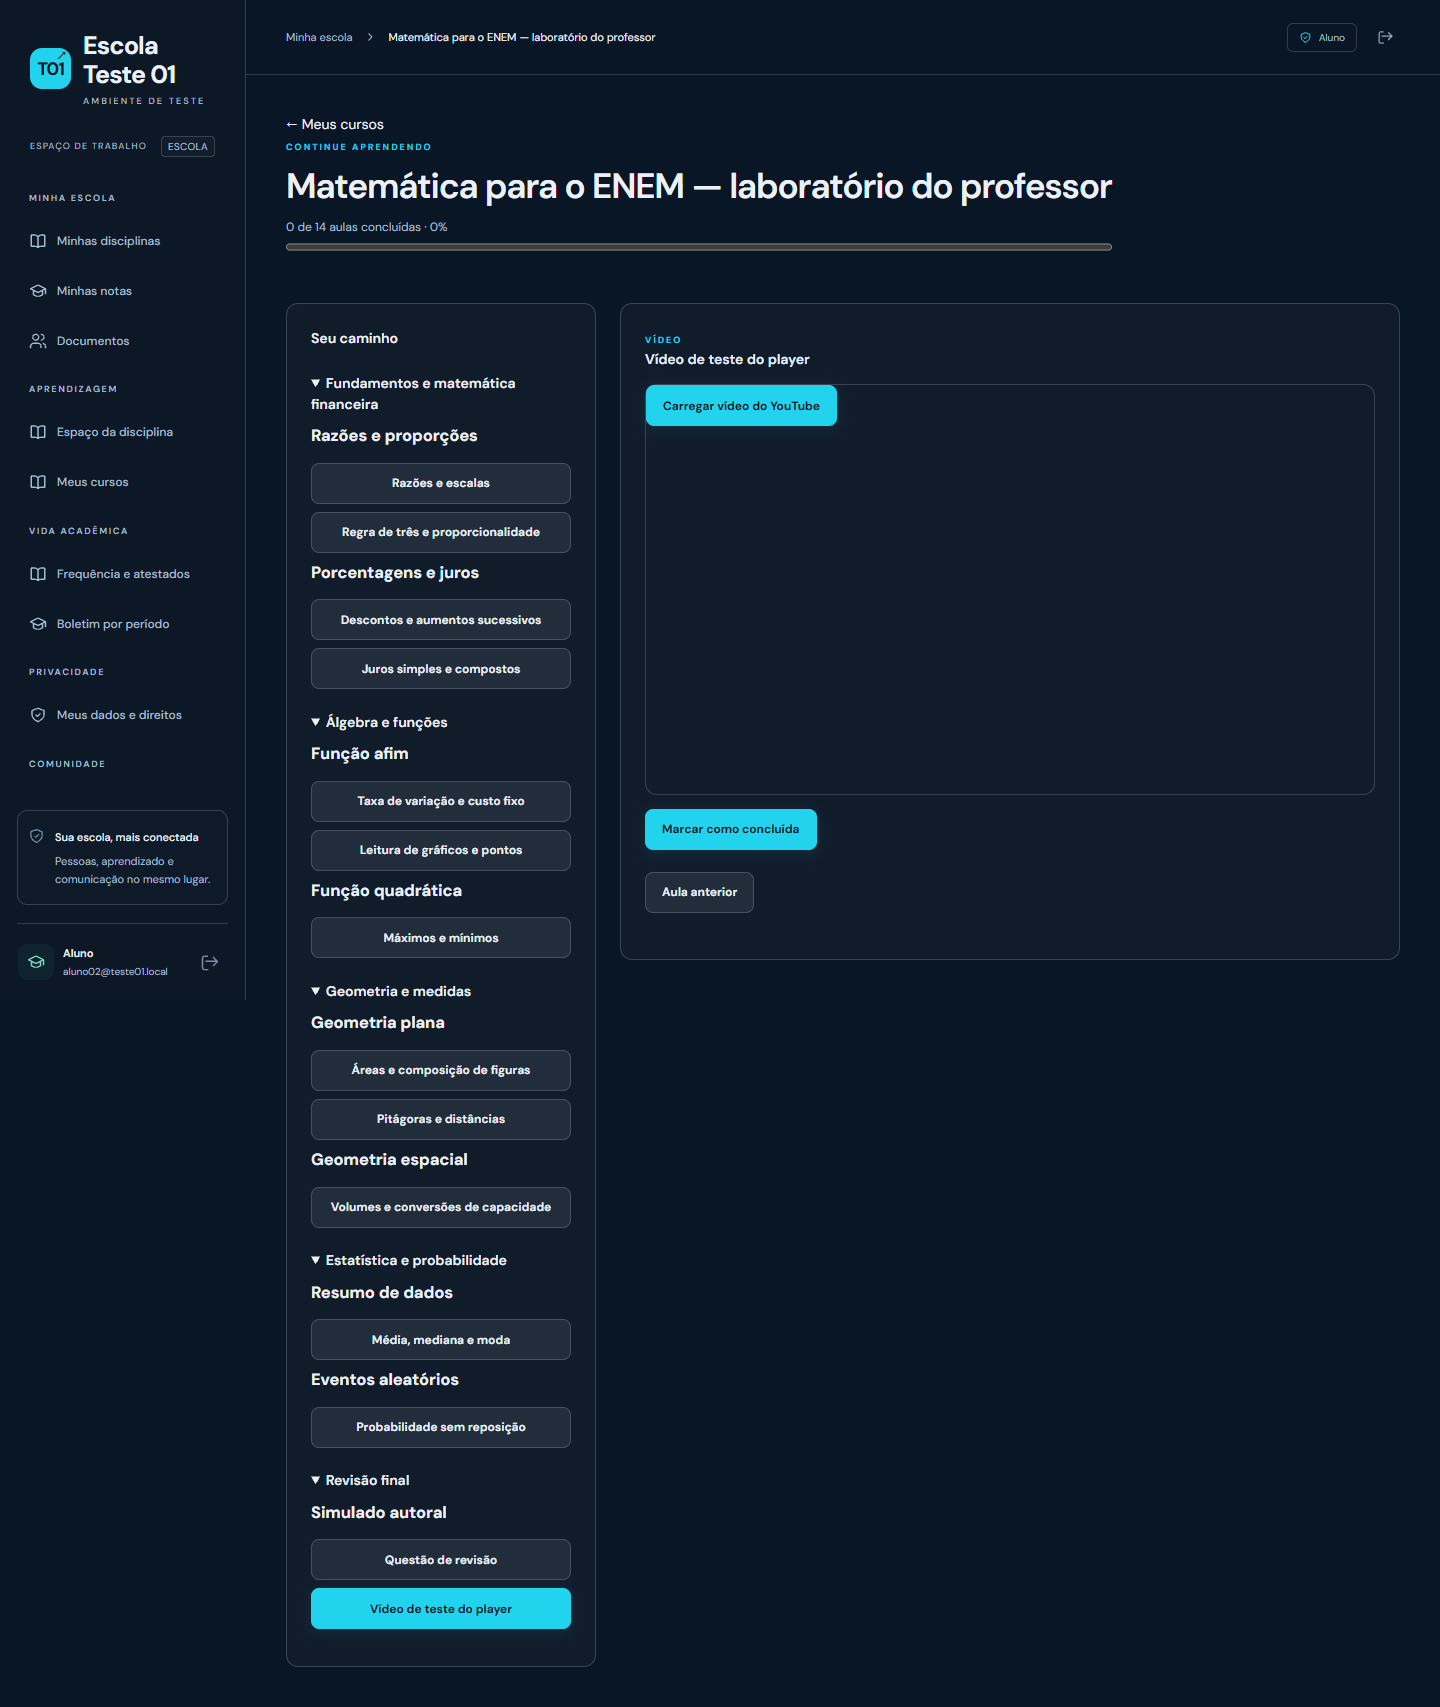 T01
Escola
Teste 01
AMBIENTE DE TESTE
ESPAÇO DE TRABALHO
ESCOLA
MINHA ESCOLA
Minhas disciplinas
Minhas notas
Documentos
APRENDIZAGEM
Espaço da disciplina
Meus cursos
VIDA ACADÊMICA
Frequência e atestados
Boletim por período
PRIVACIDADE
Meus dados e direitos
COMUNIDADE
Sua escola, mais conectada
Pessoas, aprendizado e
comunicação no mesmo lugar.
Aluno
aluno02@teste01.local
Minha escola > Matemática para o ENEM — laboratório do professor
Aluno
← Meus cursos
CONTINUE APRENDENDO
Matemática para o ENEM — laboratório do professor
0 de 14 aulas concluídas · 0%
Seu caminho
▼ Fundamentos e matemática
financeira
Razões e proporções
Razões e escalas
Regra de três e proporcionalidade
Porcentagens e juros
Descontos e aumentos sucessivos
Juros simples e compostos
▼ Álgebra e funções
Função afim
Taxa de variação e custo fixo
Leitura de gráficos e pontos
Função quadrática
Máximos e mínimos
▼ Geometria e medidas
Geometria plana
Áreas e composição de figuras
Pitágoras e distâncias
Geometria espacial
Volumes e conversões de capacidade
▼ Estatística e probabilidade
Resumo de dados
Média, mediana e moda
Eventos aleatórios
Probabilidade sem reposição
▼ Revisão final
Simulado autoral
Questão de revisão
Vídeo de teste do player
VÍDEO
Vídeo de teste do player
Carregar vídeo do YouTube
Marcar como concluída
Aula anterior